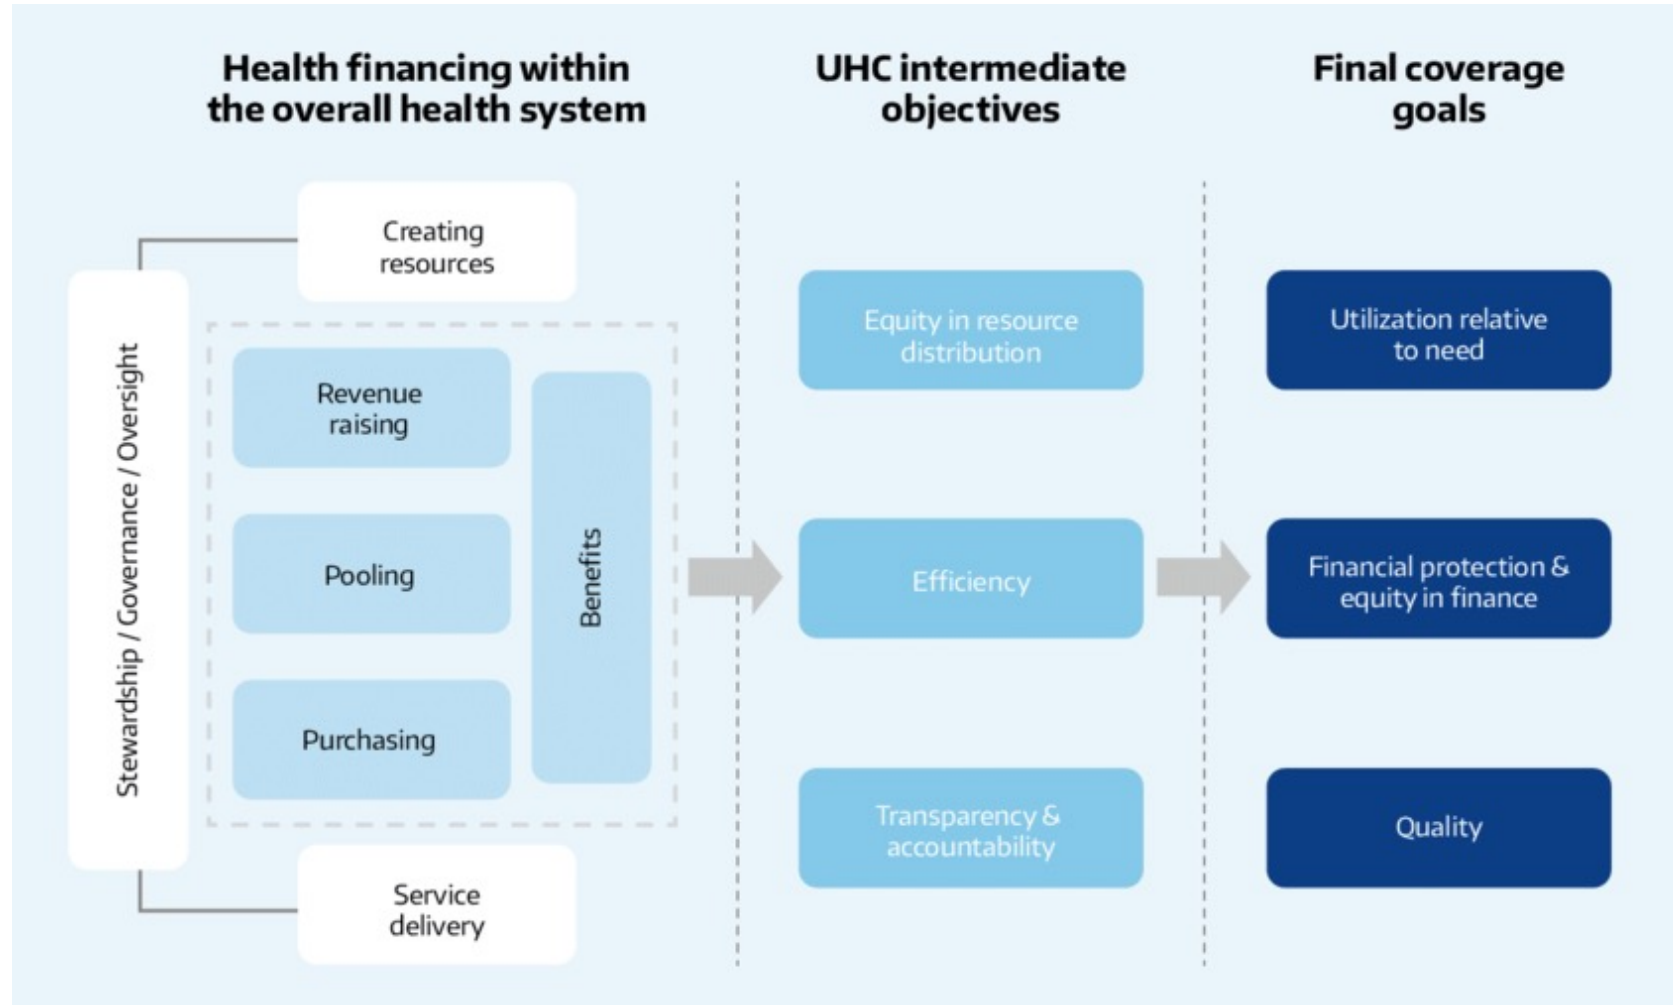 Health financing within
the overall health system
UHC intermediate
objectives
Final coverage
goals
Stewardship / Governance / Oversight
Creating
resources
Revenue
raising
Pooling
Purchasing
Benefits
Service
delivery
Equity in resource
distribution
Efficiency
Transparency &
accountability
Utilization relative
to need
Financial protection &
equity in finance
Quality